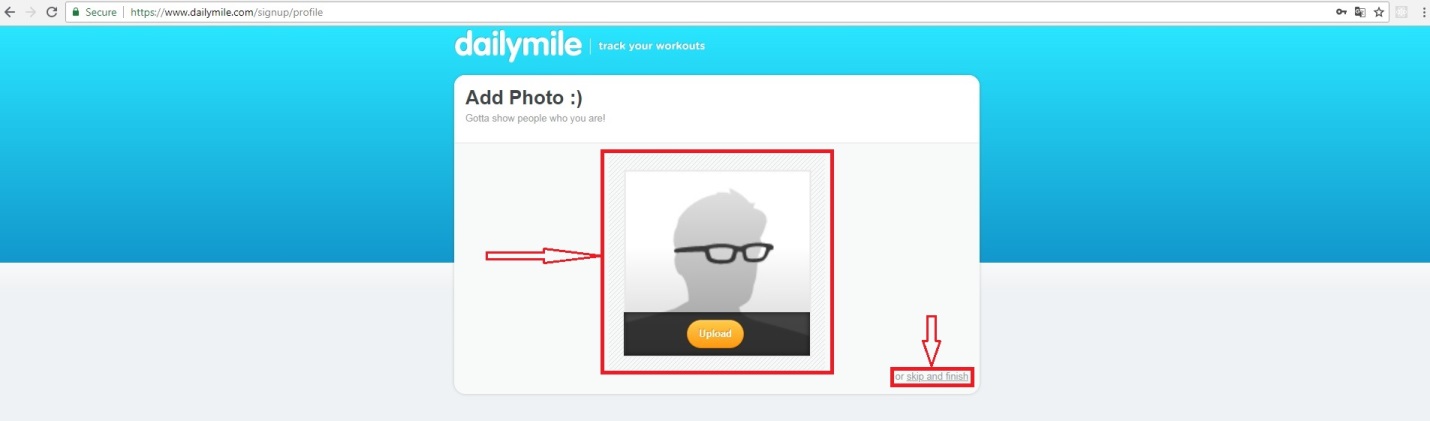 Secure | https://www.dailymile.com/signup/profile
dailymile | track your workouts
Add Photo :)
Gotta show people who you are!
Upload
or skip and finish